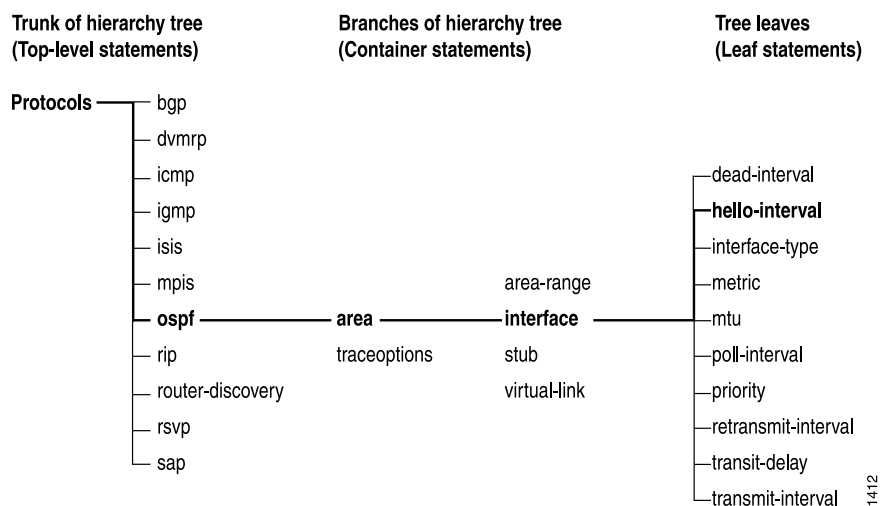 Trunk of hierarchy tree
(Top-level statements)
Branches of hierarchy tree
(Container statements)
Tree leaves
(Leaf statements)
Protocols
bgp
dvmrp
icmp
igmp
isis
mpis
ospf
rip
router-discovery
rsvp
sap
area
traceoptions
area-range
interface
stub
virtual-link
dead-interval
hello-interval
interface-type
metric
mtu
poll-interval
priority
retransmit-interval
transit-delay
transmit-interval
1412